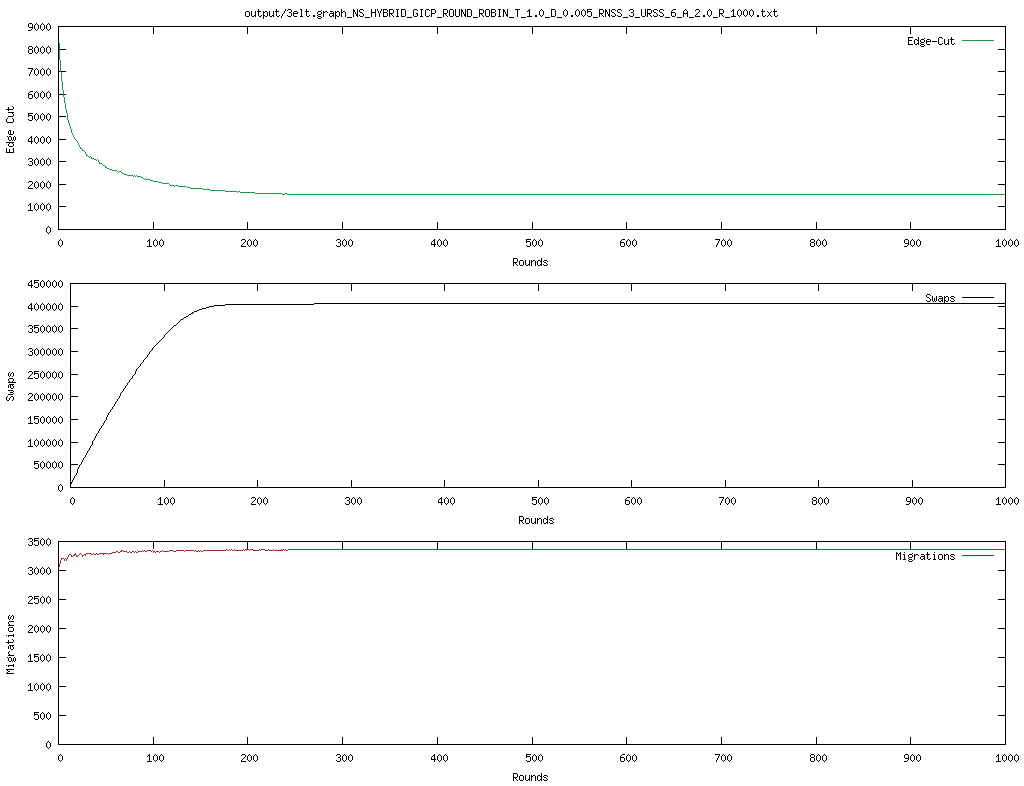 output/3elt.graph_NS_HYBRID_GICP_ROUND_ROBIN_T_1.0_D_0.005_RNSS_3_URSS_6_A_2.0_R_1000.txt
Edge-Cut
9000
8000
7000
6000
5000
4000
3000
2000
1000
0
Edge Cut
0 100 200 300 400 500 600 700 800 900 1000
Rounds
Swaps
450000
400000
350000
300000
250000
200000
150000
100000
50000
0
Swaps
0 100 200 300 400 500 600 700 800 900 1000
Rounds
Migrations
3500
3000
2500
2000
1500
1000
500
0
Migrations
0 100 200 300 400 500 600 700 800 900 1000
Rounds